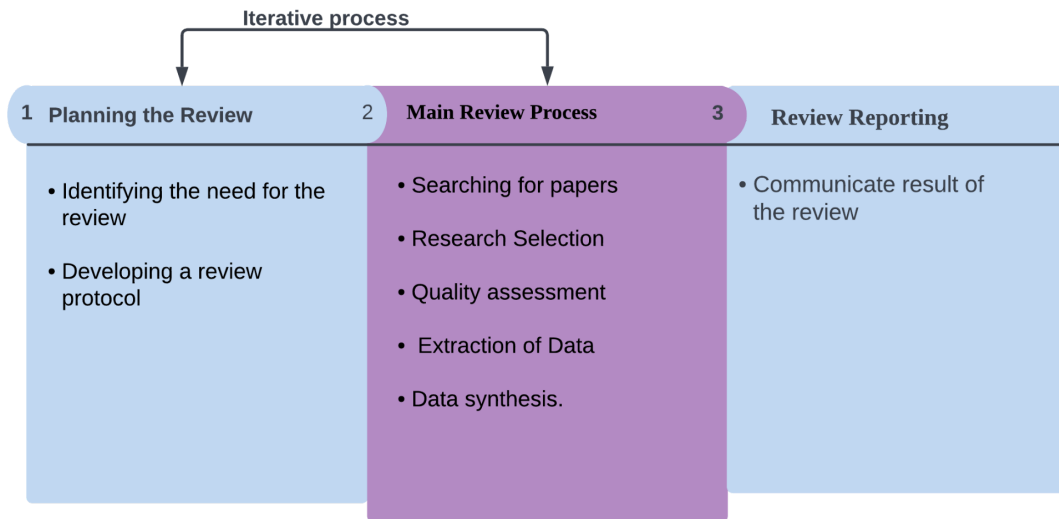 Iterative process
1 Planning the Review
• Identifying the need for the
review
• Developing a review
protocol
2 Main Review Process
• Searching for papers
• Research Selection
• Quality assessment
• Extraction of Data
• Data synthesis.
3 Review Reporting
• Communicate result of
the review